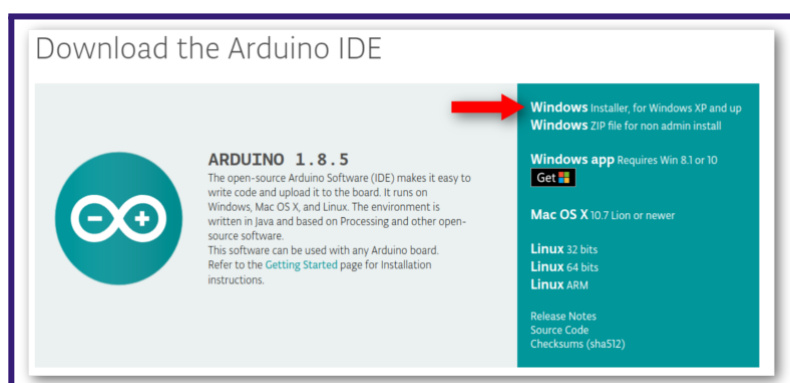 Download the Arduino IDE
ARDUINO 1.8.5
The open-source Arduino Software (IDE) makes it easy to
write code and upload it to the board. It runs on
Windows, Mac OS X, and Linux. The environment is
written in Java and based on Processing and other open-
source software.
This software can be used with any Arduino board.
Refer to the Getting Started page for Installation
instructions.
Windows Installer, for Windows XP and up
Windows ZIP file for non admin install
Windows app Requires Win 8.1 or 10
Get
Mac OS X 10.7 Lion or newer
Linux 32 bits
Linux 64 bits
Linux ARM
Release Notes
Source Code
Checksums (sha512)